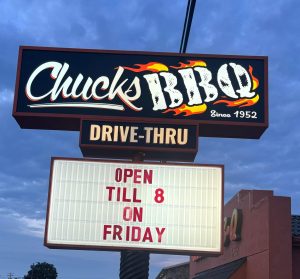 Chucks BBQ
Since 1952
DRIVE-THRU
OPEN
TILL 8
ON
FRIDAY